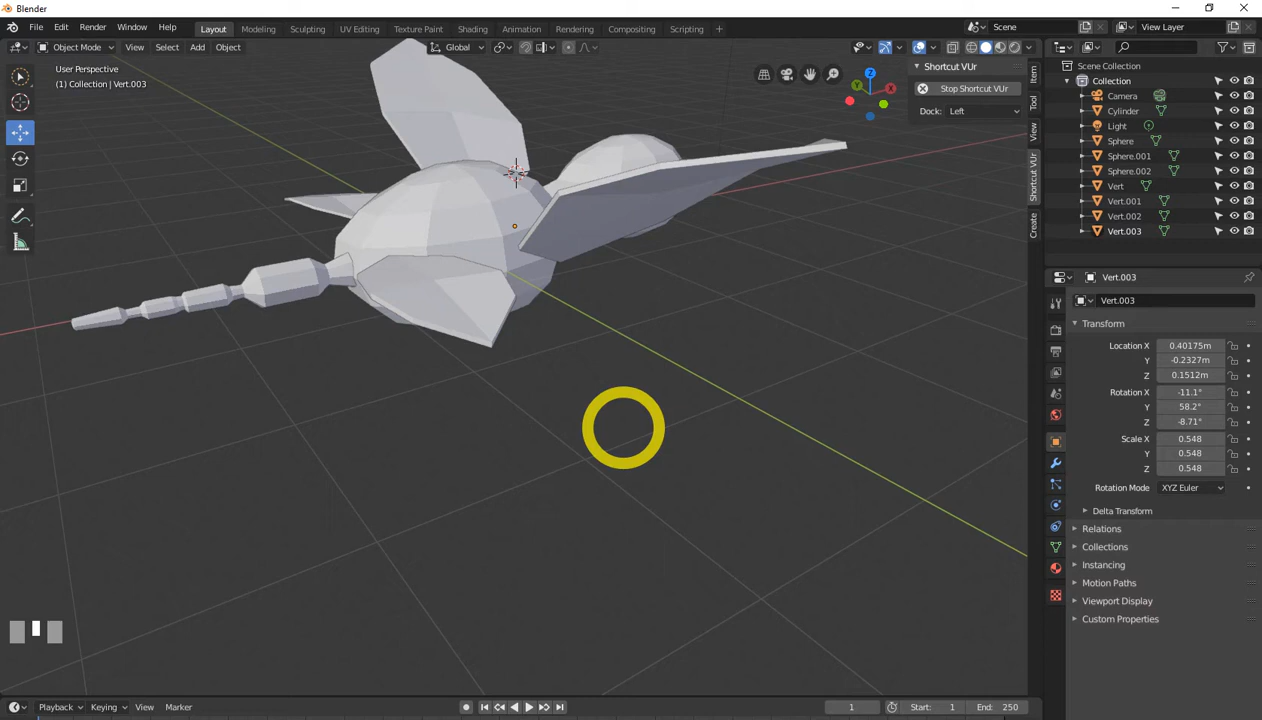 Blender
File Edit Render Window Help Layout Modeling Sculpting UV Editing Texture Paint Shading Animation Rendering Compositing Scripting + Scene View Layer
Object Mode View Select Add Object Global
User Perspective
(1) Collection | Vert.003
X
Y
Z
Shortcut VUr
Stop Shortcut VUr
Dock: Left
Item
Tool
View
Shortcut VUr
Create
Scene Collection
Collection
Camera
Cylinder
Light
Sphere
Sphere.001
Sphere.002
Vert
Vert.001
Vert.002
Vert.003
Vert.003
Vert.003
Transform
Location X 0.40175m
Y -0.2327m
Z 0.1512m
Rotation X -11.1°
Y 58.2°
Z -8.71°
Scale X 0.548
Y 0.548
Z 0.548
Rotation Mode XYZ Euler
Delta Transform
Relations
Collections
Instancing
Motion Paths
Viewport Display
Custom Properties
Playback Keying View Marker 1 Start: 1 End: 250